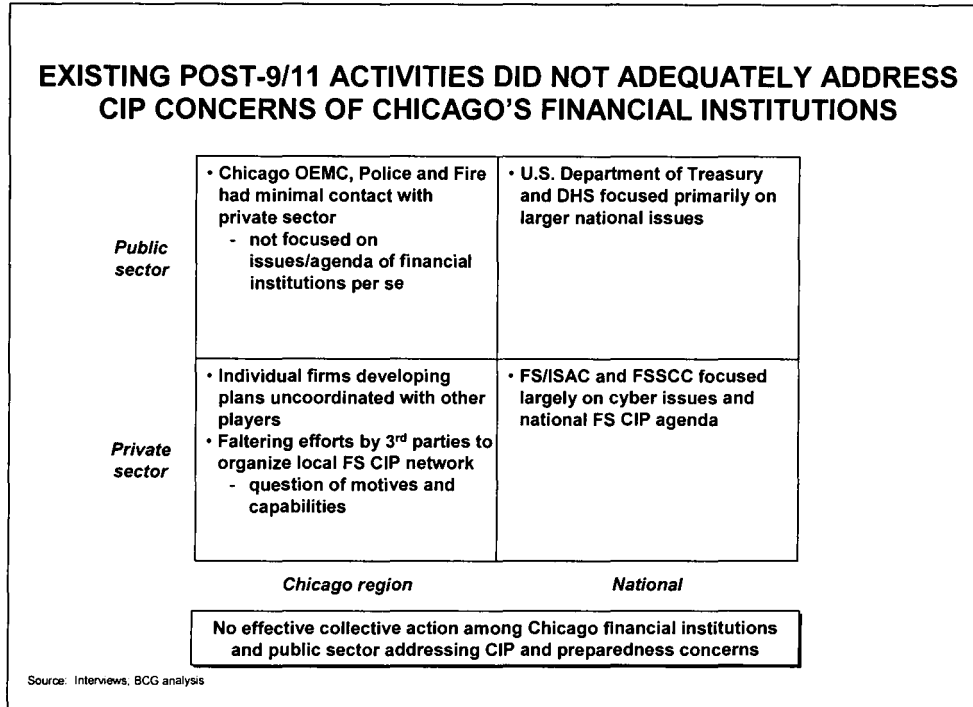 EXISTING POST-9/11 ACTIVITIES DID NOT ADEQUATELY ADDRESS
CIP CONCERNS OF CHICAGO'S FINANCIAL INSTITUTIONS
Public
sector
• Chicago OEMC, Police and Fire
had minimal contact with
private sector
- not focused on
issues/agenda of financial
institutions per se
• U.S. Department of Treasury
and DHS focused primarily on
larger national issues
Private
sector
• Individual firms developing
plans uncoordinated with other
players
• Faltering efforts by 3rd parties to
organize local FS CIP network
- question of motives and
capabilities
• FS/ISAC and FSSCC focused
largely on cyber issues and
national FS CIP agenda
Chicago region
National
No effective collective action among Chicago financial institutions
and public sector addressing CIP and preparedness concerns
Source: Interviews; BCG analysis